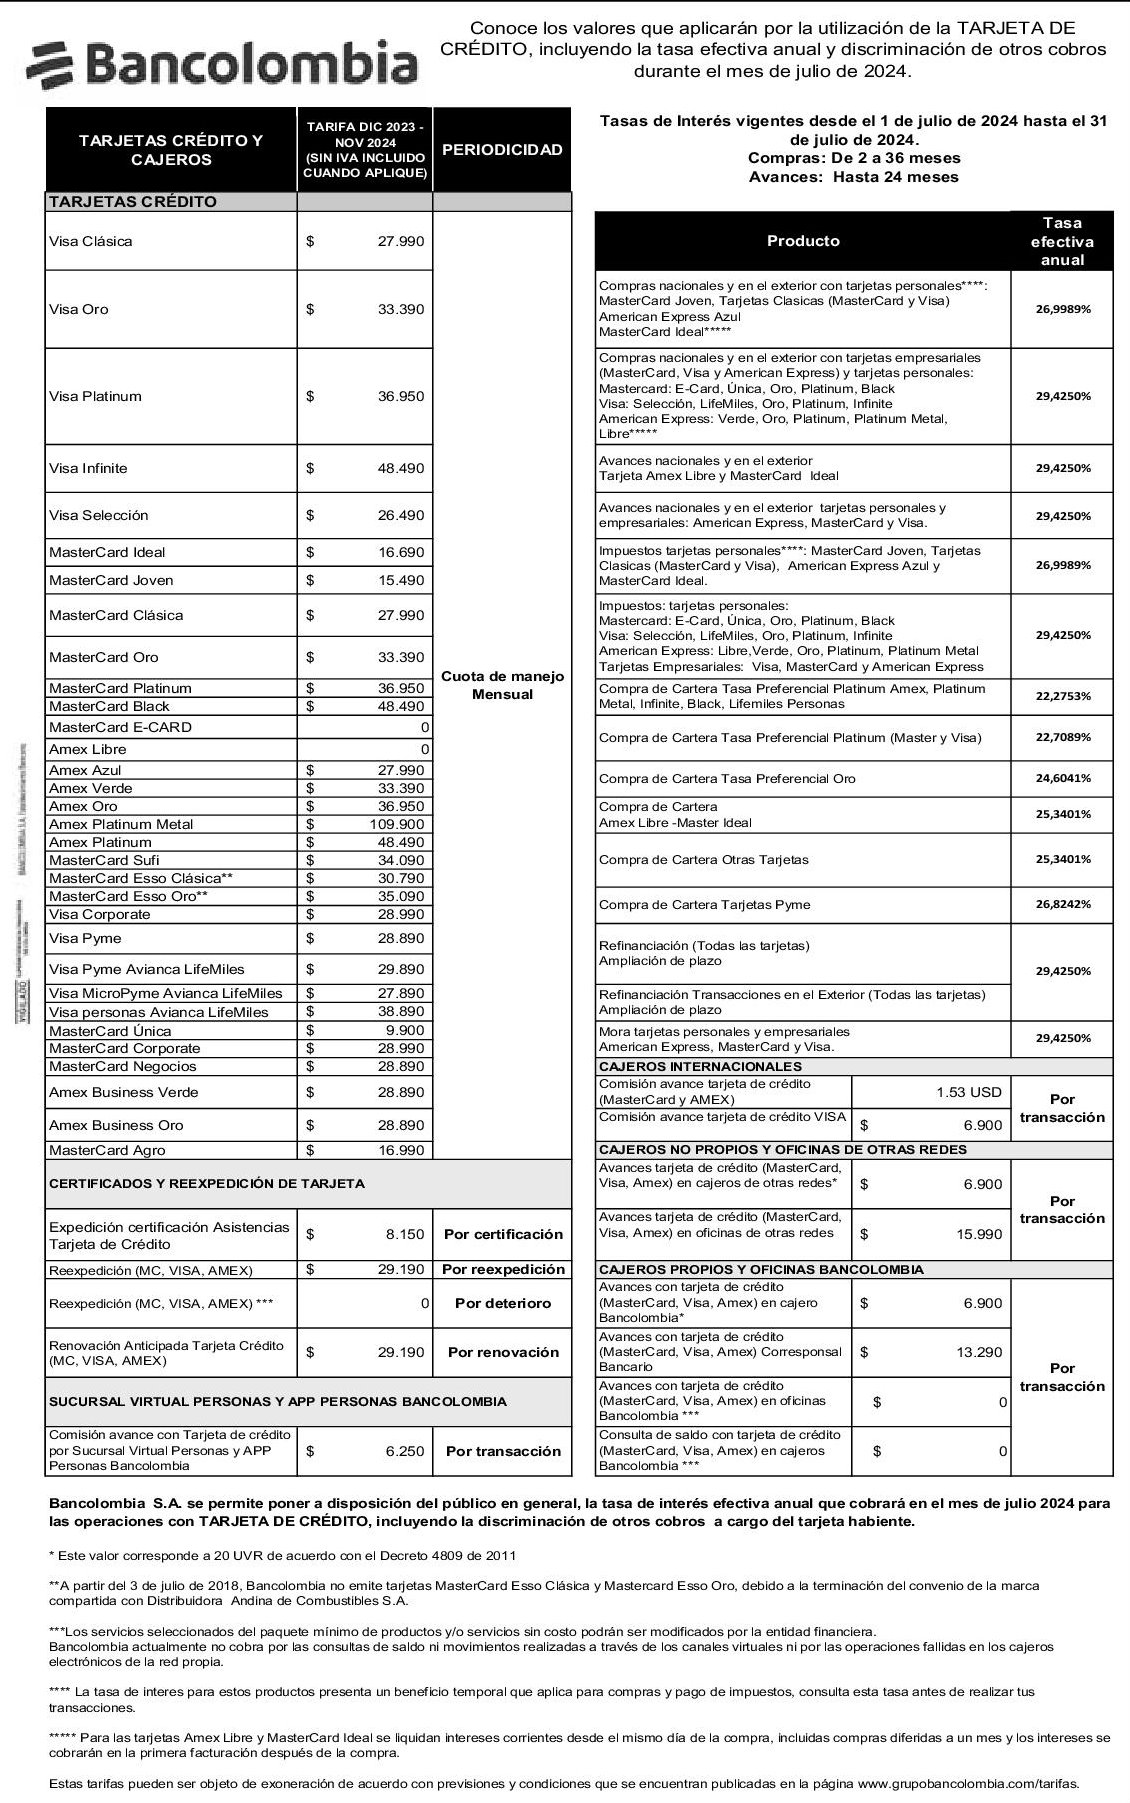 Bancolombia
Conoce los valores que aplicarán por la utilización de la TARJETA DE
CRÉDITO, incluyendo la tasa efectiva anual y discriminación de otros cobros
durante el mes de julio de 2024.
TARJETAS CRÉDITO Y
CAJEROS
TARIFA DIC 2023 -
NOV 2024
(SIN IVA INCLUIDO
CUANDO APLIQUE)
PERIODICIDAD
TARJETAS CRÉDITO
Visa Clásica $ 27.990
Visa Oro $ 33.390
Visa Platinum $ 36.950
Visa Infinite $ 48.490
Visa Selección $ 26.490
MasterCard Ideal $ 16.690
MasterCard Joven $ 15.490
MasterCard Clásica $ 27.990
MasterCard Oro $ 33.390
MasterCard Platinum $ 36.950
MasterCard Black $ 48.490
MasterCard E-CARD 0
Amex Libre 0
Amex Azul $ 27.990
Amex Verde $ 33.390
Amex Oro $ 36.950
Amex Platinum Metal $ 109.900
Amex Platinum $ 48.490
MasterCard Sufi $ 34.090
MasterCard Esso Clásica** $ 30.790
MasterCard Esso Oro** $ 35.090
Visa Corporate $ 28.990
Visa Pyme $ 28.890
Visa Pyme Avianca LifeMiles $ 29.890
Visa MicroPyme Avianca LifeMiles $ 27.890
Visa personas Avianca LifeMiles $ 38.890
MasterCard Única $ 9.900
MasterCard Corporate $ 28.990
MasterCard Negocios $ 28.890
Amex Business Verde $ 28.890
Amex Business Oro $ 28.890
MasterCard Agro $ 16.990
Cuota de manejo
Mensual
CERTIFICADOS Y REEXPEDICIÓN DE TARJETA
Expedición certificación Asistencias
Tarjeta de Crédito $ 8.150 Por certificación
Reexpedición (MC, VISA, AMEX) $ 29.190 Por reexpedición
Reexpedición (MC, VISA, AMEX) *** 0 Por deterioro
Renovación Anticipada Tarjeta Crédito
(MC, VISA, AMEX) $ 29.190 Por renovación
SUCURSAL VIRTUAL PERSONAS Y APP PERSONAS BANCOLOMBIA
Comisión avance con Tarjeta de crédito
por Sucursal Virtual Personas y APP
Personas Bancolombia $ 6.250 Por transacción
Tasas de Interés vigentes desde el 1 de julio de 2024 hasta el 31
de julio de 2024.
Compras: De 2 a 36 meses
Avances: Hasta 24 meses
Producto
Tasa
efectiva
anual
Compras nacionales y en el exterior con tarjetas personales****:
MasterCard Joven, Tarjetas Clasicas (MasterCard y Visa)
American Express Azul
MasterCard Ideal*****
26,9989%
Compras nacionales y en el exterior con tarjetas empresariales
(MasterCard, Visa y American Express) y tarjetas personales:
Mastercard: E-Card, Única, Oro, Platinum, Black
Visa: Selección, LifeMiles, Oro, Platinum, Infinite
American Express: Verde, Oro, Platinum, Platinum Metal,
Libre*****
29,4250%
Avances nacionales y en el exterior
Tarjeta Amex Libre y MasterCard Ideal
29,4250%
Avances nacionales y en el exterior tarjetas personales y
empresariales: American Express, MasterCard y Visa.
29,4250%
Impuestos tarjetas personales****: MasterCard Joven, Tarjetas
Clasicas (MasterCard y Visa), American Express Azul y
MasterCard Ideal.
26,9989%
Impuestos: tarjetas personales:
Mastercard: E-Card, Única, Oro, Platinum, Black
Visa: Selección, LifeMiles, Oro, Platinum, Infinite
American Express: Libre,Verde, Oro, Platinum, Platinum Metal
Tarjetas Empresariales: Visa, MasterCard y American Express
29,4250%
Compra de Cartera Tasa Preferencial Platinum Amex, Platinum
Metal, Infinite, Black, Lifemiles Personas
22,2753%
Compra de Cartera Tasa Preferencial Platinum (Master y Visa) 22,7089%
Compra de Cartera Tasa Preferencial Oro 24,6041%
Compra de Cartera
Amex Libre -Master Ideal
25,3401%
Compra de Cartera Otras Tarjetas 25,3401%
Compra de Cartera Tarjetas Pyme 26,8242%
Refinanciación (Todas las tarjetas)
Ampliación de plazo
29,4250%
Refinanciación Transacciones en el Exterior (Todas las tarjetas)
Ampliación de plazo
Mora tarjetas personales y empresariales
American Express, MasterCard y Visa.
29,4250%
CAJEROS INTERNACIONALES
Comisión avance tarjeta de crédito
(MasterCard y AMEX) 1.53 USD
Comisión avance tarjeta de crédito VISA $ 6.900
Por
transacción
CAJEROS NO PROPIOS Y OFICINAS DE OTRAS REDES
Avances tarjeta de crédito (MasterCard,
Visa, Amex) en cajeros de otras redes* $ 6.900
Avances tarjeta de crédito (MasterCard,
Visa, Amex) en oficinas de otras redes $ 15.990
Por
transacción
CAJEROS PROPIOS Y OFICINAS BANCOLOMBIA
Avances con tarjeta de crédito
(MasterCard, Visa, Amex) en cajero
Bancolombia* $ 6.900
Avances con tarjeta de crédito
(MasterCard, Visa, Amex) Corresponsal
Bancario $ 13.290
Avances con tarjeta de crédito
(MasterCard, Visa, Amex) en oficinas
Bancolombia *** $ 0
Consulta de saldo con tarjeta de crédito
(MasterCard, Visa, Amex) en cajeros
Bancolombia *** $ 0
Por
transacción
VIGILADO
Bancolombia S.A. se permite poner a disposición del público en general, la tasa de interés efectiva anual que cobrará en el mes de julio 2024 para
las operaciones con TARJETA DE CRÉDITO, incluyendo la discriminación de otros cobros a cargo del tarjeta habiente.
* Este valor corresponde a 20 UVR de acuerdo con el Decreto 4809 de 2011
**A partir del 3 de julio de 2018, Bancolombia no emite tarjetas MasterCard Esso Clásica y Mastercard Esso Oro, debido a la terminación del convenio de la marca
compartida con Distribuidora Andina de Combustibles S.A.
***Los servicios seleccionados del paquete mínimo de productos y/o servicios sin costo podrán ser modificados por la entidad financiera.
Bancolombia actualmente no cobra por las consultas de saldo ni movimientos realizadas a través de los canales virtuales ni por las operaciones fallidas en los cajeros
electrónicos de la red propia.
**** La tasa de interes para estos productos presenta un beneficio temporal que aplica para compras y pago de impuestos, consulta esta tasa antes de realizar tus
transacciones.
***** Para las tarjetas Amex Libre y MasterCard Ideal se liquidan intereses corrientes desde el mismo día de la compra, incluidas compras diferidas a un mes y los intereses se
cobrarán en la primera facturación después de la compra.
Estas tarifas pueden ser objeto de exoneración de acuerdo con previsiones y condiciones que se encuentran publicadas en la página www.grupobancolombia.com/tarifas.